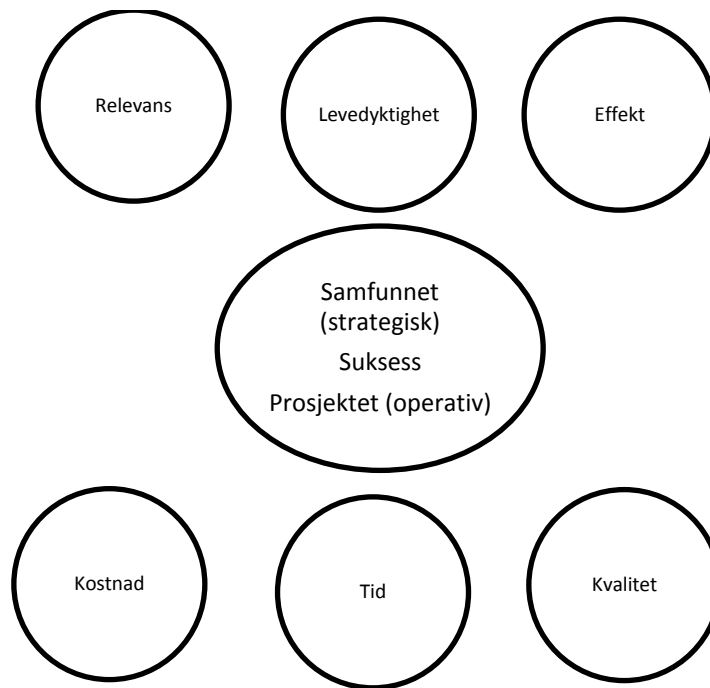 Relevans
Levedyktighet
Effekt
Samfunnet
(strategisk)
Suksess
Prosjektet (operativ)
Kostnad
Tid
Kvalitet